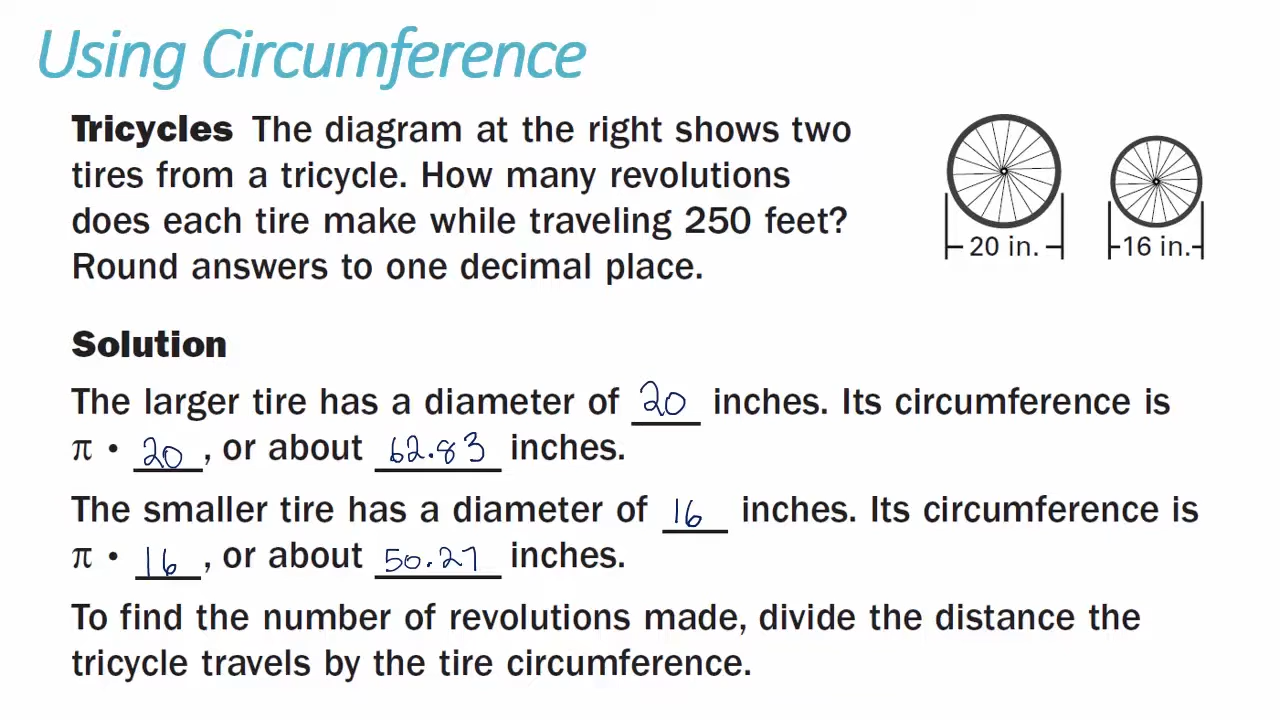 Using Circumference
Tricycles The diagram at the right shows two
tires from a tricycle. How many revolutions
does each tire make while traveling 250 feet?
Round answers to one decimal place.
20 in.
16 in.
Solution
The larger tire has a diameter of 20 inches. Its circumference is
π • 20, or about 62.83 inches.
The smaller tire has a diameter of 16 inches. Its circumference is
π • 16, or about 50.27 inches.
To find the number of revolutions made, divide the distance the
tricycle travels by the tire circumference.